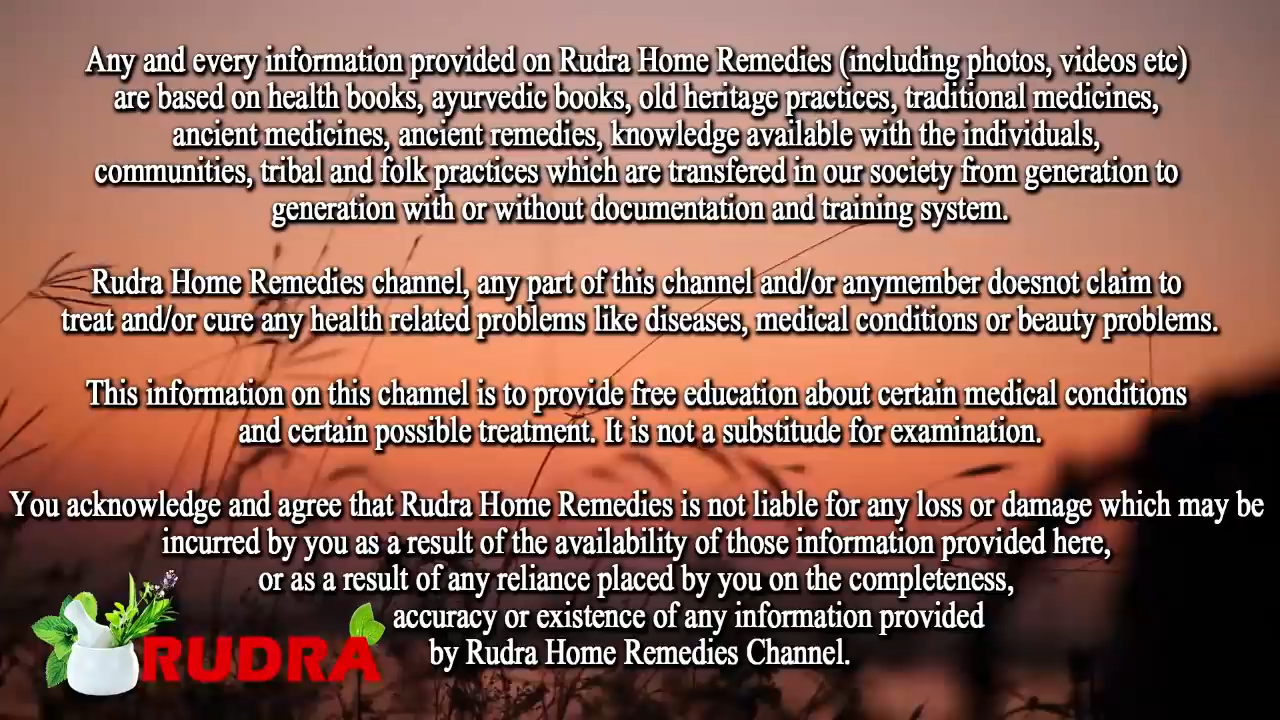 Any and every information provided on Rudra Home Remedies (including photos, videos etc)
are based on health books, ayurvedic books, old heritage practices, traditional medicines,
ancient medicines, ancient remedies, knowledge available with the individuals,
communities, tribal and folk practices which are transfered in our society from generation to
generation with or without documentation and training system.
Rudra Home Remedies channel, any part of this channel and/or anymember doesnot claim to
treat and/or cure any health related problems like diseases, medical conditions or beauty problems.
This information on this channel is to provide free education about certain medical conditions
and certain possible treatment. It is not a substitude for examination.
You acknowledge and agree that Rudra Home Remedies is not liable for any loss or damage which may be
incurred by you as a result of the availability of those information provided here,
or as a result of any reliance placed by you on the completeness,
accuracy or existence of any information provided
by Rudra Home Remedies Channel.
RUDRA